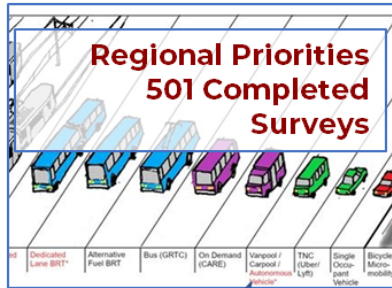 Regional Priorities
501 Completed
Surveys
ed
Dedicated
Lane BRT*
Alternative
Fuel BRT
Bus (GRTC)
On Demand
(CARE)
Vanpool /
Carpool /
Autonomous
Vehicle*
TNC
(Uber/
Lyft)
Single
Occu-
pant
Vehicle
Bicycle
Micro-
mobility